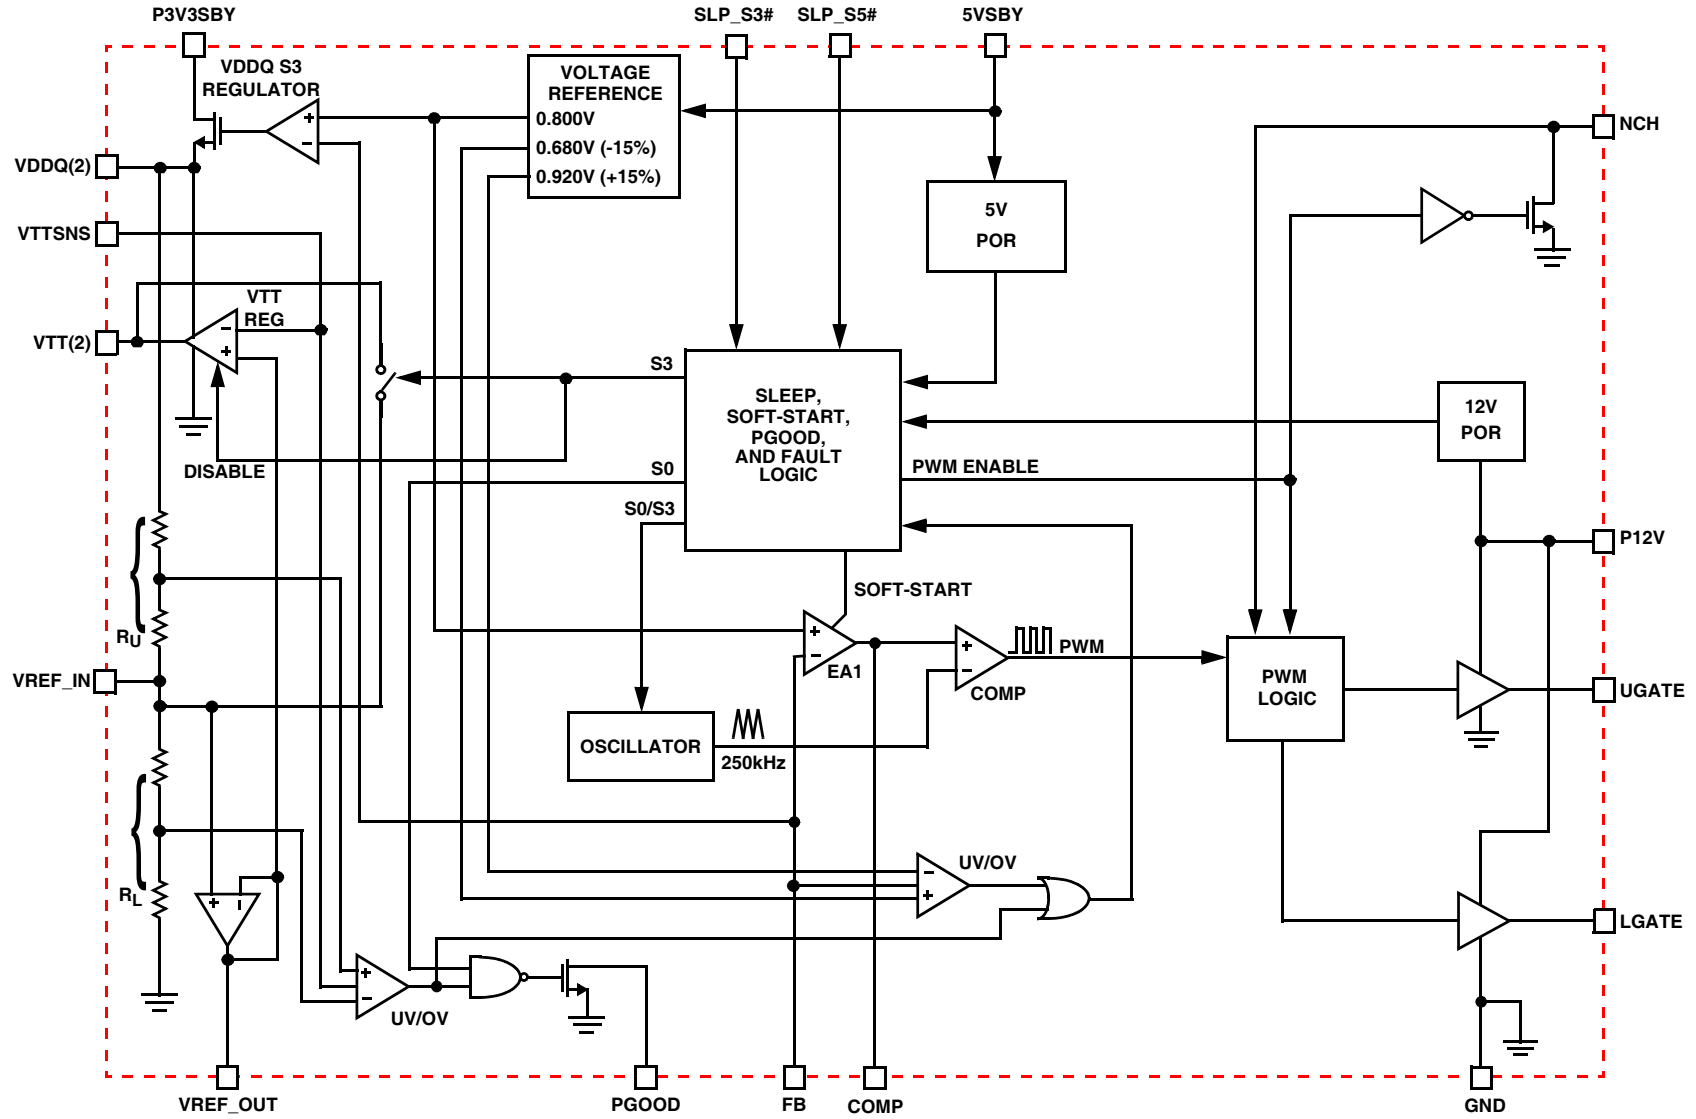 P3V3SBY
SLP_S3#
SLP_S5#
5VSBY
VDDQ S3
REGULATOR
+
−
VOLTAGE
REFERENCE
0.800V
0.680V (-15%)
0.920V (+15%)
NCH
VDDQ(2)
5V
POR
VTTSNS
VTT
REG
−
+
VTT(2)
S3
SLEEP,
SOFT-START,
PGOOD,
AND FAULT
LOGIC
12V
POR
DISABLE
S0
PWM ENABLE
S0/S3
P12V
SOFT-START
RU
+
−
EA1
+
−
COMP
PWM
VREF_IN
PWM
LOGIC
UGATE
OSCILLATOR
250kHz
RL
+
−
UV/OV
−
+
LGATE
+
−
UV/OV
VREF_OUT
PGOOD
FB
COMP
GND